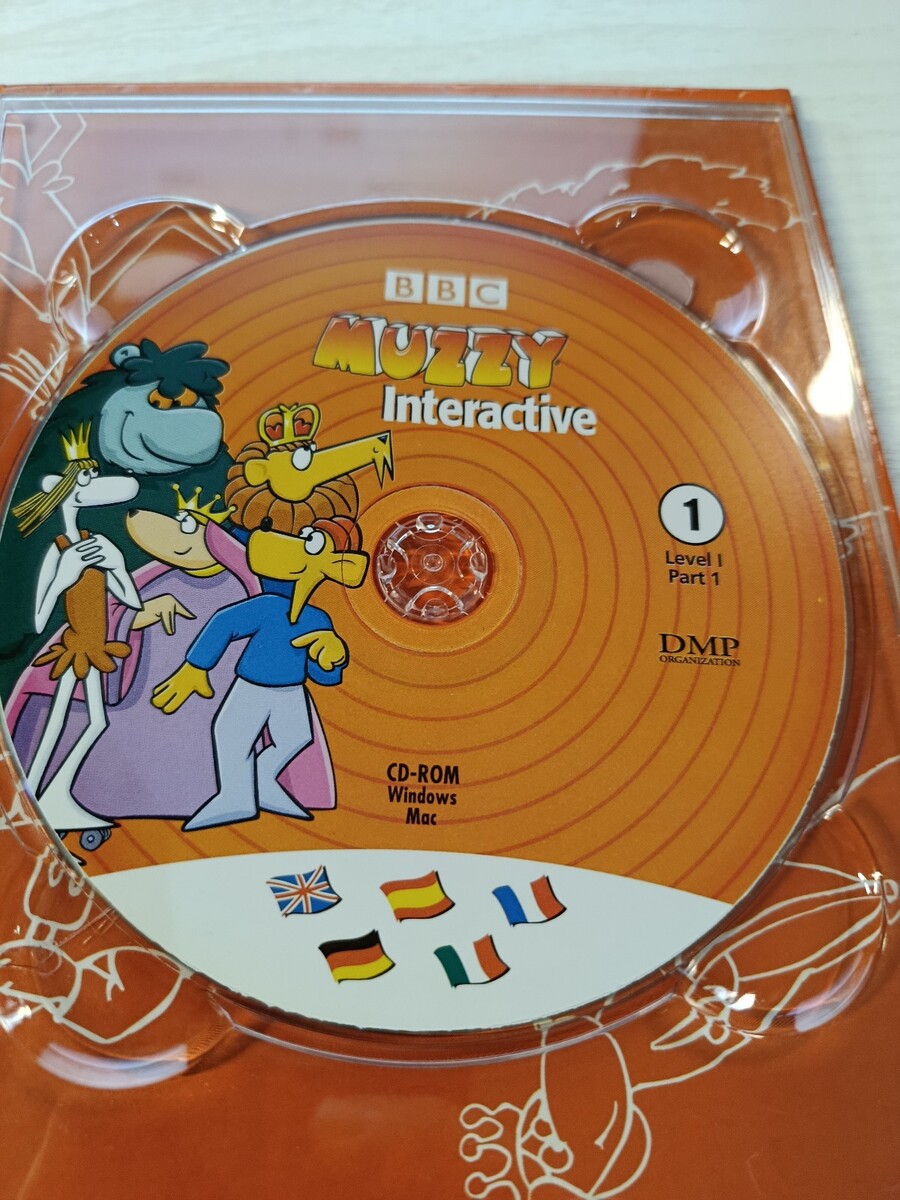 BBC
MUZZY
Interactive
1
Level I
Part 1
DMP
ORGANIZATION
CD-ROM
Windows
Mac